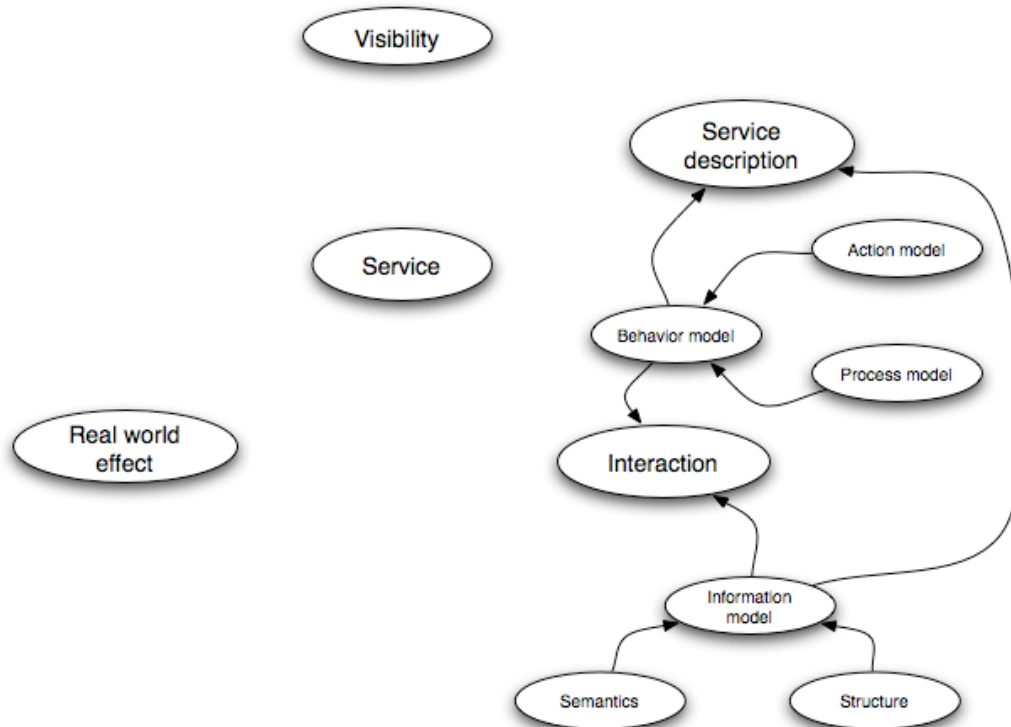 Visibility
Service
description
Action model
Service
Behavior model
Process model
Real world
effect
Interaction
Information
model
Semantics
Structure